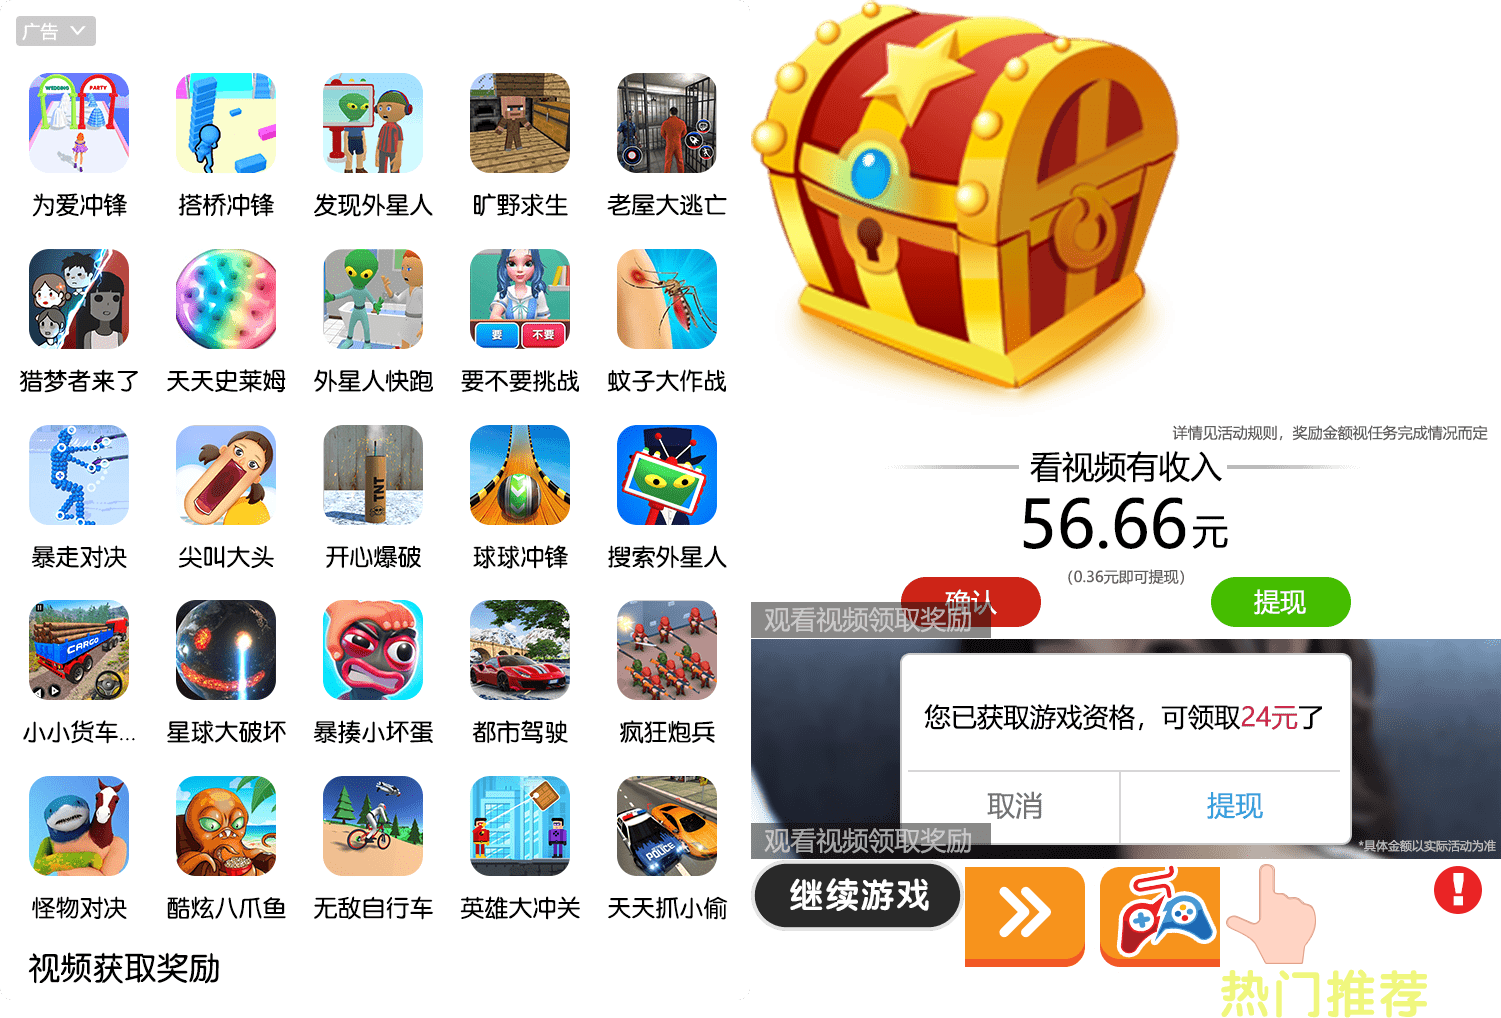 广告
WEDDING
PARTY
为爱冲锋
搭桥冲锋
发现外星人
旷野求生
老屋大逃亡
要
不要
猎梦者来了
天天史莱姆
外星人快跑
要不要挑战
蚊子大作战
TNT
暴走对决
尖叫大头
开心爆破
球球冲锋
搜索外星人
CARGO
小小货车...
星球大破坏
暴揍小坏蛋
都市驾驶
疯狂炮兵
POLICE
怪物对决
酷炫八爪鱼
无敌自行车
英雄大冲关
天天抓小偷
视频获取奖励
详情见活动规则，奖励金额视任务完成情况而定
看视频有收入
56.66元
(0.36元即可提现)
确认
提现
观看视频领取奖励
您已获取游戏资格，可领取24元了
取消
提现
观看视频领取奖励
*具体金额以实际活动为准
继续游戏
热门推荐